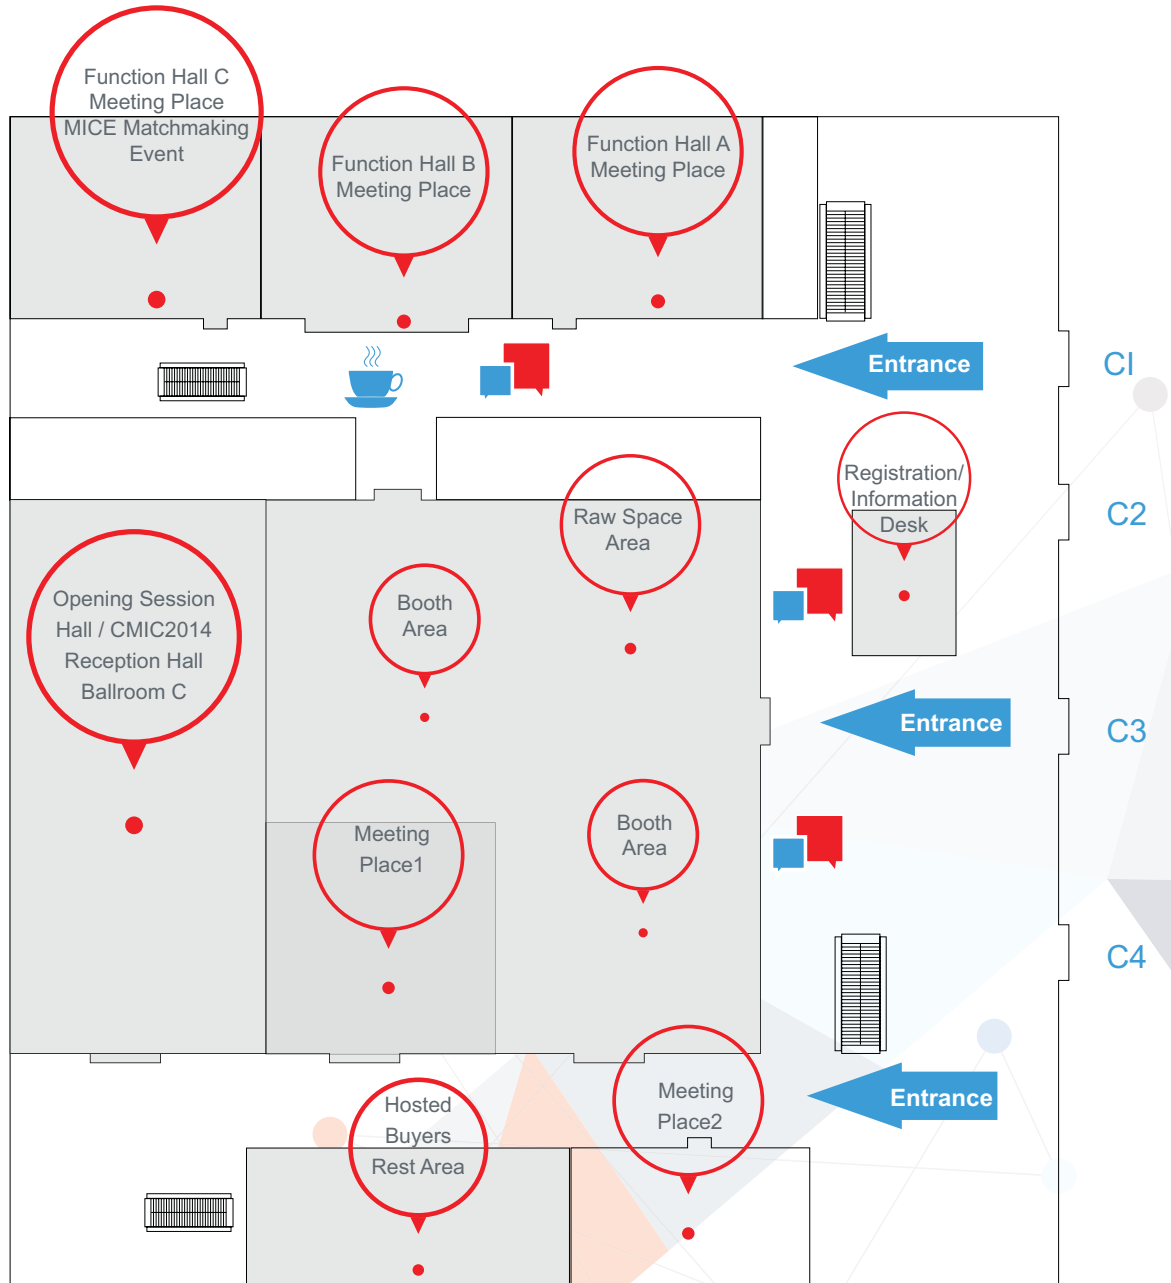 Function Hall C
Meeting Place
MICE Matchmaking
Event
Function Hall B
Meeting Place
Function Hall A
Meeting Place
Entrance
CI
Registration/
Information
Desk
C2
Raw Space
Area
Booth
Area
Opening Session
Hall / CMIC2014
Reception Hall
Ballroom C
Entrance
C3
Meeting
Place1
Booth
Area
C4
Meeting
Place2
Entrance
Hosted
Buyers
Rest Area